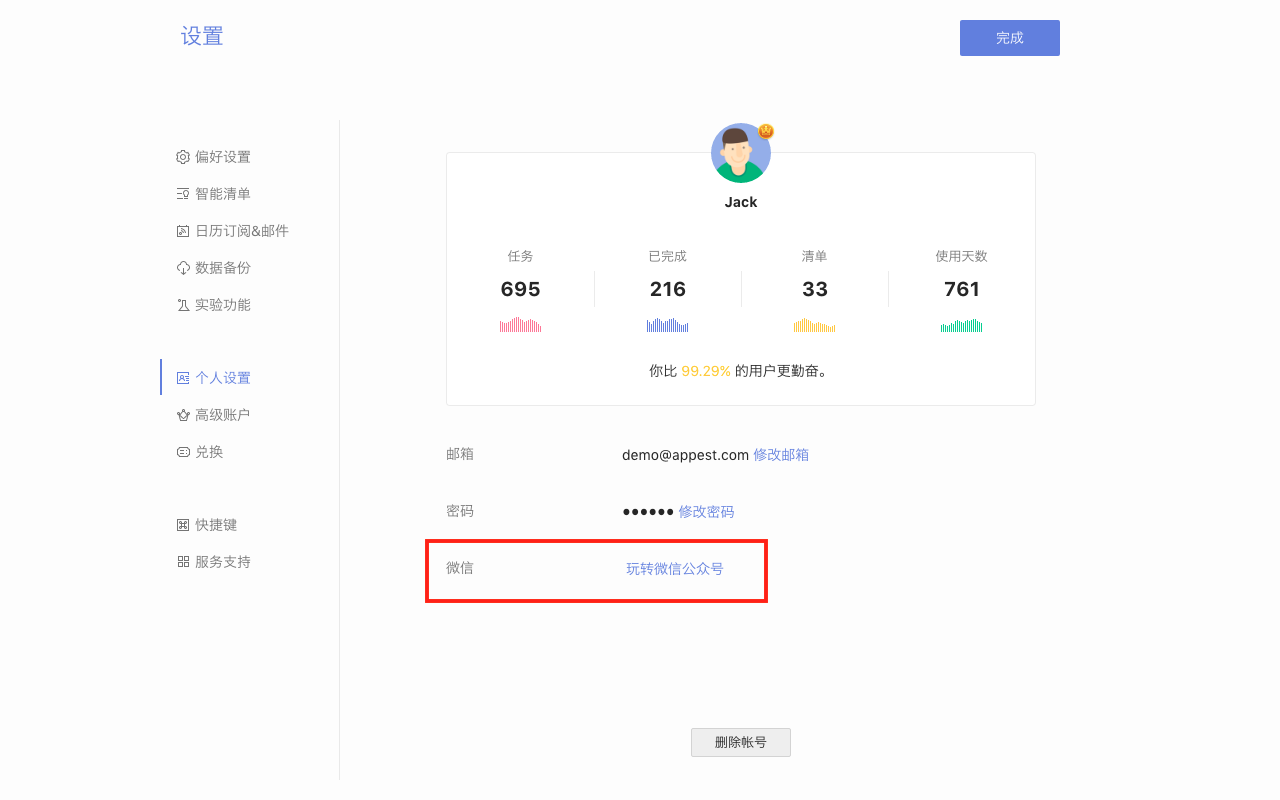 设置
完成
偏好设置
智能清单
日历订阅&邮件
数据备份
实验功能
个人设置
高级账户
兑换
快捷键
服务支持
Jack
任务 已完成 清单 使用天数
695 216 33 761
你比 99.29% 的用户更勤奋。
邮箱 demo@appest.com 修改邮箱
密码 ●●●●●● 修改密码
微信 玩转微信公众号
删除帐号